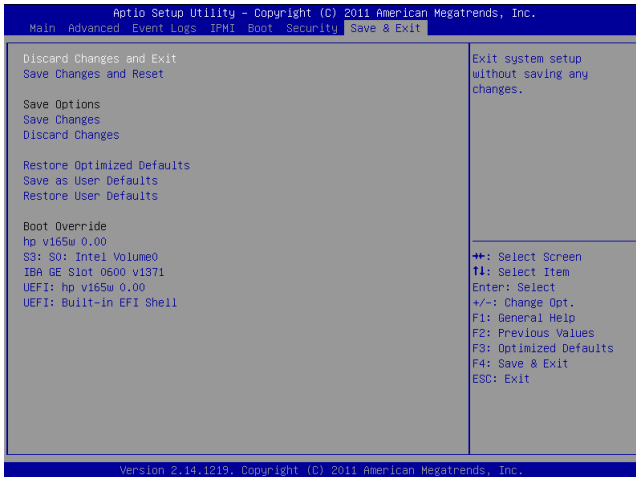 Aptio Setup Utility – Copyright (C) 2011 American Megatrends, Inc.
Main Advanced Event Logs IPMI Boot Security Save & Exit
Discard Changes and Exit
Save Changes and Reset
Save Options
Save Changes
Discard Changes
Restore Optimized Defaults
Save as User Defaults
Restore User Defaults
Boot Override
hp v165w 0.00
S3: S0: Intel Volume0
IBA GE Slot 0600 v1371
UEFI: hp v165w 0.00
UEFI: Built-in EFI Shell
Exit system setup
without saving any
changes.
→←: Select Screen
↑↓: Select Item
Enter: Select
+/-: Change Opt.
F1: General Help
F2: Previous Values
F3: Optimized Defaults
F4: Save & Exit
ESC: Exit
Version 2.14.1219. Copyright (C) 2011 American Megatrends, Inc.